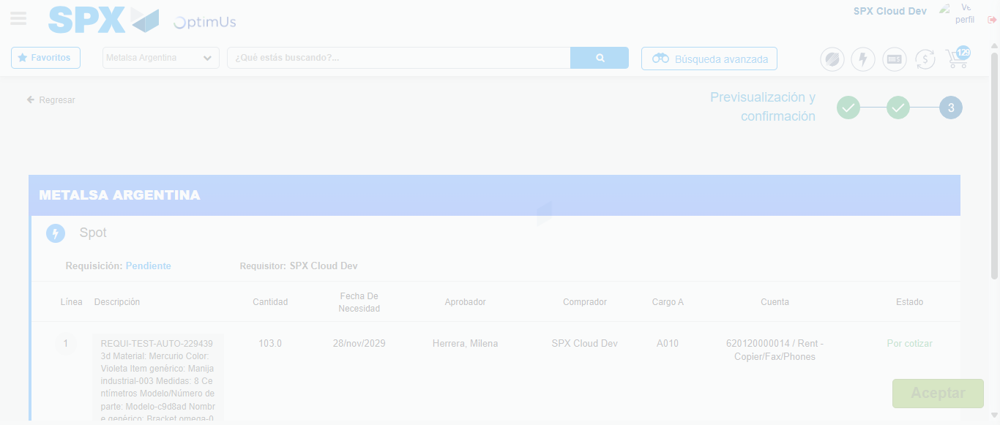 SPX Cloud Dev
Ve
perfil
SPX
OptimUs
Favoritos
Metalsa Argentina
¿Qué estás buscando?...
Búsqueda avanzada
129
Regresar
Previsualización y
confirmación
3
METALSA ARGENTINA
Spot
Requisición: Pendiente
Requisitor: SPX Cloud Dev
Línea Descripción Cantidad Fecha De Necesidad Aprobador Comprador Cargo A Cuenta Estado
1
REQUI-TEST-AUTO-229439
3d Material: Mercurio Color:
Violeta Item genérico: Manija
industrial-003 Medidas: 8 Ce
ntímetros Modelo/Número de
parte: Modelo-c9d8ad Nombr
e genérico: Bracket omega-0
103.0
28/nov/2029
Herrera, Milena
SPX Cloud Dev
A010
620120000014 / Rent -
Copier/Fax/Phones
Por cotizar
Aceptar